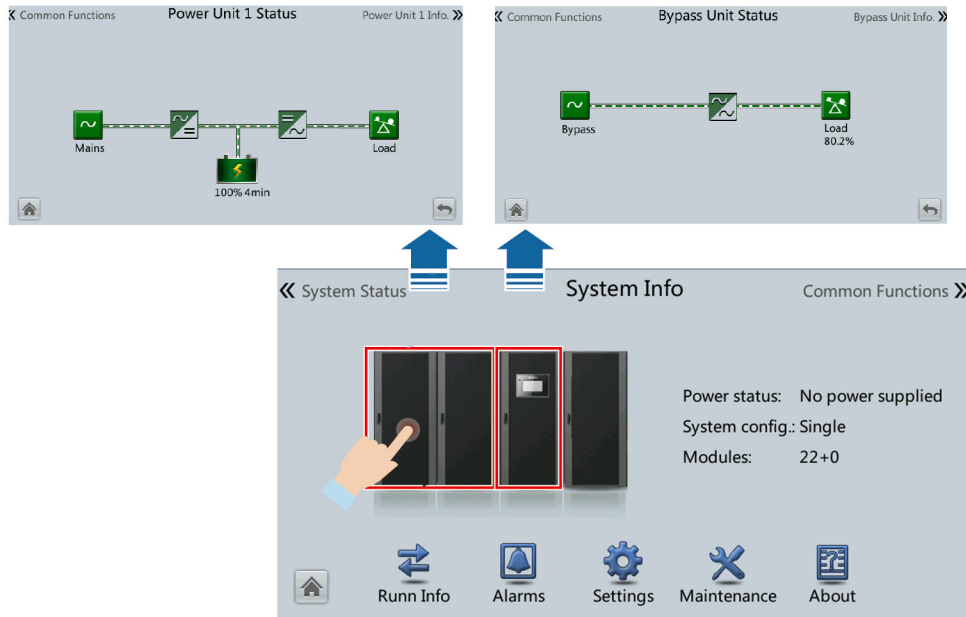 « Common Functions
Power Unit 1 Status
Power Unit 1 Info. »
Mains
Load
100% 4min
« Common Functions
Bypass Unit Status
Bypass Unit Info. »
Bypass
Load
80.2%
« System Status
System Info
Common Functions »
Power status: No power supplied
System config.: Single
Modules: 22+0
Runn Info
Alarms
Settings
Maintenance
About